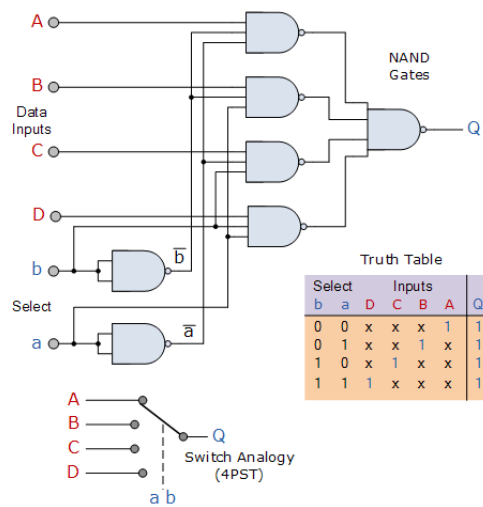 A
B
NAND
Gates
Data
Inputs
Q
C
D
b
b
Select
a
a
Truth Table
Select Inputs
b a D C B A Q
0 0 x x x 1 1
0 1 x x 1 x 1
1 0 x 1 x x 1
1 1 1 x x x 1
A
B
Q
C
Switch Analogy
(4PST)
D
a b